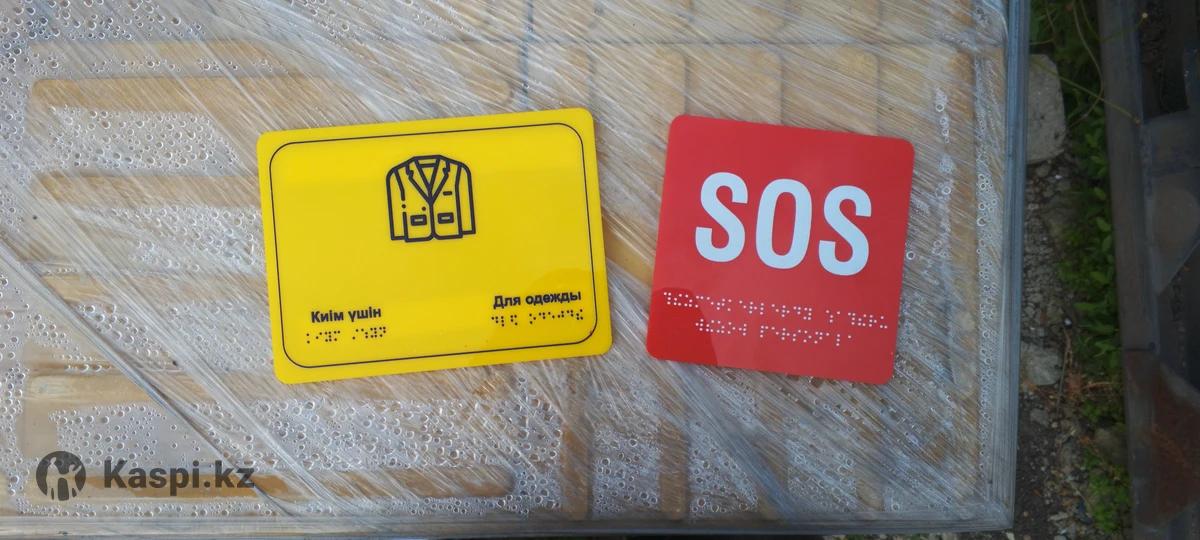 Киім үшін
Для одежды
SOS
Kaspi.kz